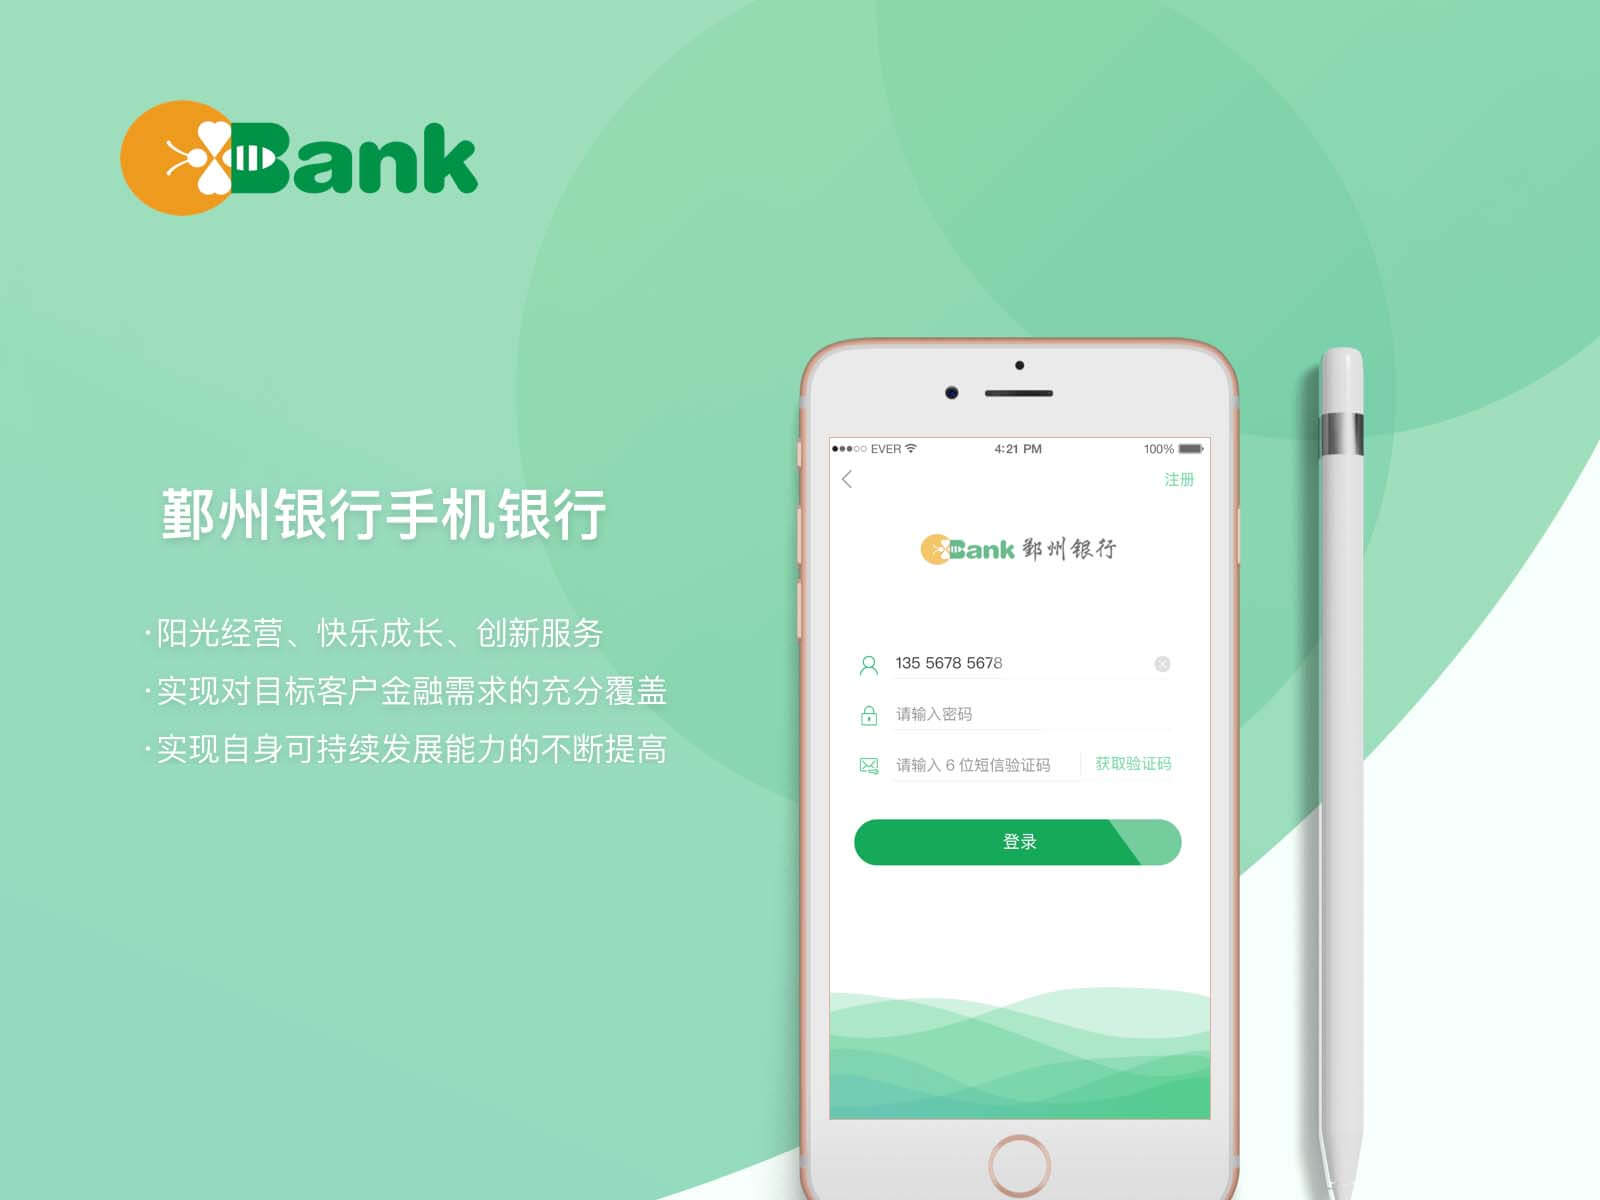 Bank
鄞州银行手机银行
·阳光经营、快乐成长、创新服务
·实现对目标客户金融需求的充分覆盖
·实现自身可持续发展能力的不断提高
EVER 4:21 PM 100%
注册
Bank 鄞州银行
135 5678 5678
请输入密码
请输入 6 位短信验证码 获取验证码
登录